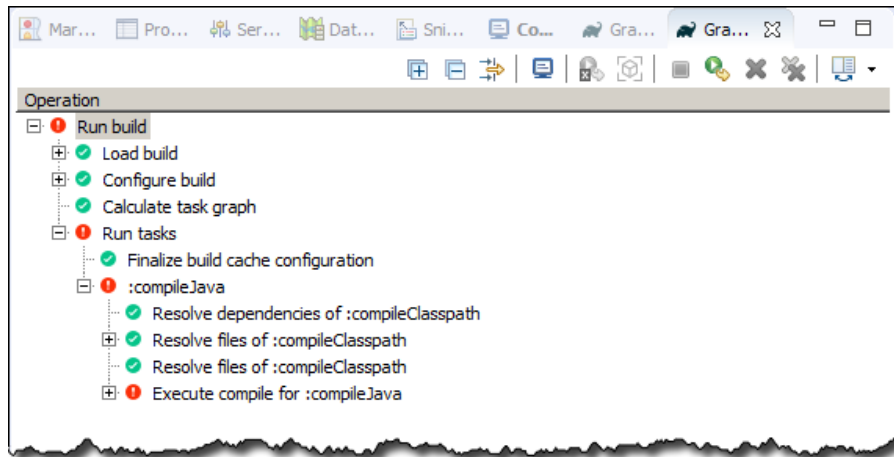 Mar... Pro... Ser... Dat... Sni... Co... Gra... Gra...
Operation
Run build
Load build
Configure build
Calculate task graph
Run tasks
Finalize build cache configuration
:compileJava
Resolve dependencies of :compileClasspath
Resolve files of :compileClasspath
Resolve files of :compileClasspath
Execute compile for :compileJava